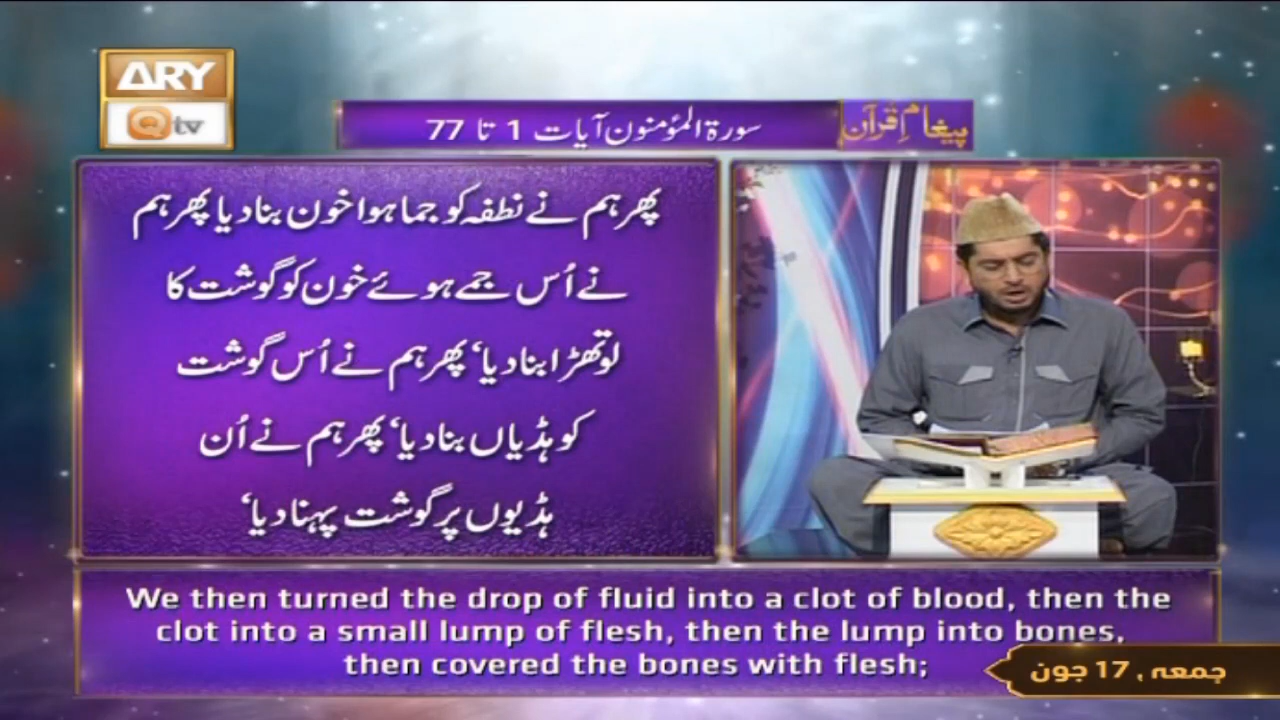 ARY
Qtv
پیغامِ قرآن
سورۃ المؤمنون آیات 1 تا 77
پھر ہم نے نطفہ کو جما ہوا خون بنا دیا پھر ہم
نے اُس جمے ہوئے خون کو گوشت کا
لوتھڑا بنا دیا‘ پھر ہم نے اُس گوشت
کو ہڈیاں بنا دیا‘ پھر ہم نے اُن
ہڈیوں پر گوشت پہنا دیا‘
We then turned the drop of fluid into a clot of blood, then the
clot into a small lump of flesh, then the lump into bones,
then covered the bones with flesh;
جمعہ , 17 جون